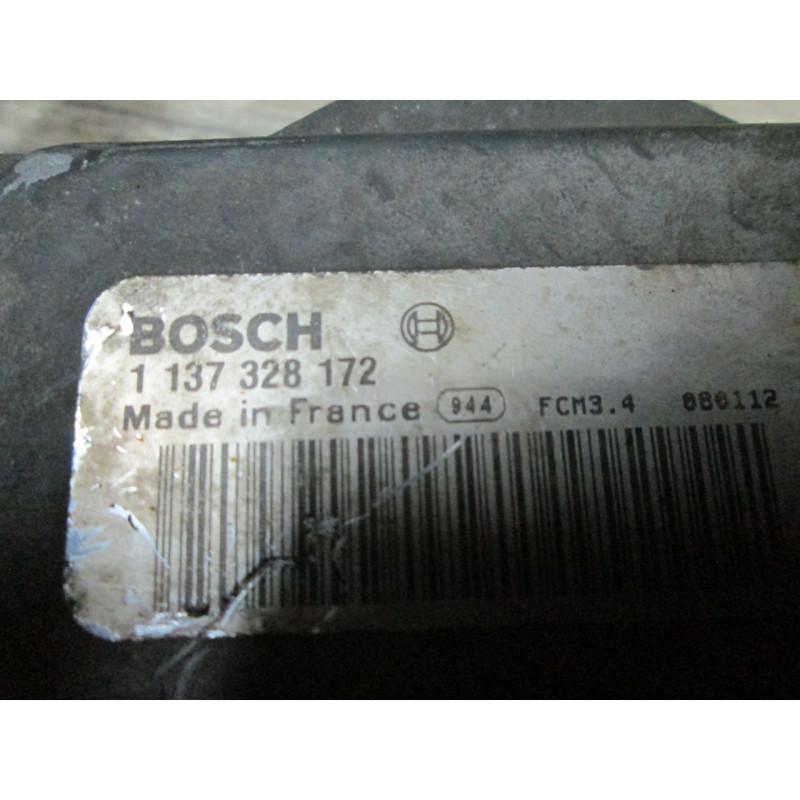 BOSCH
1 137 328 172
Made in France 944 FCM3.4 080112